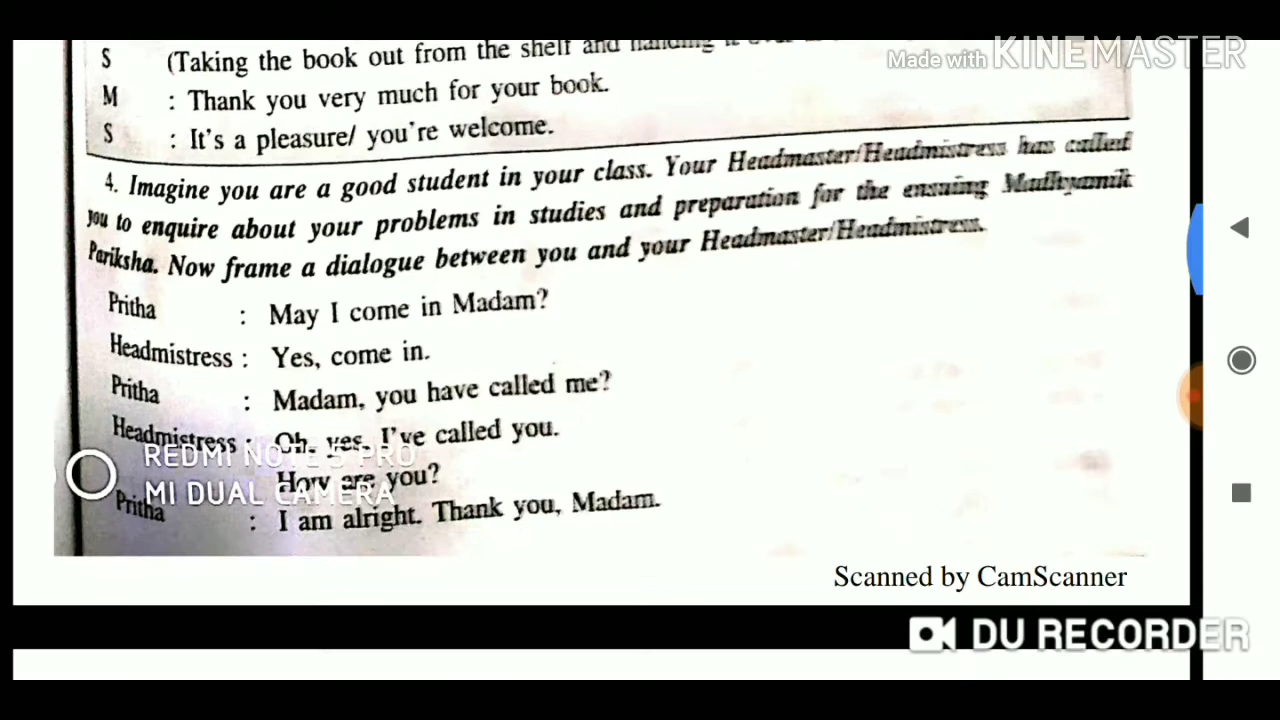 S (Taking the book out from the shelf and handing it
Made with KINEMASTER
M : Thank you very much for your book.
S : It's a pleasure/ you're welcome.
4. Imagine you are a good student in your class. Your Headmaster/Headmistress has called
you to enquire about your problems in studies and preparation for the ensuing Madhyamik
Pariksha. Now frame a dialogue between you and your Headmaster/Headmistress.
Pritha : May I come in Madam?
Headmistress : Yes, come in.
Pritha : Madam, you have called me?
Headmistress : Oh, yes, I've called you.
How are you?
Pritha : I am alright. Thank you, Madam.
REDMI NOTE 5 PRO
MI DUAL CAMERA
Scanned by CamScanner
DU RECORDER